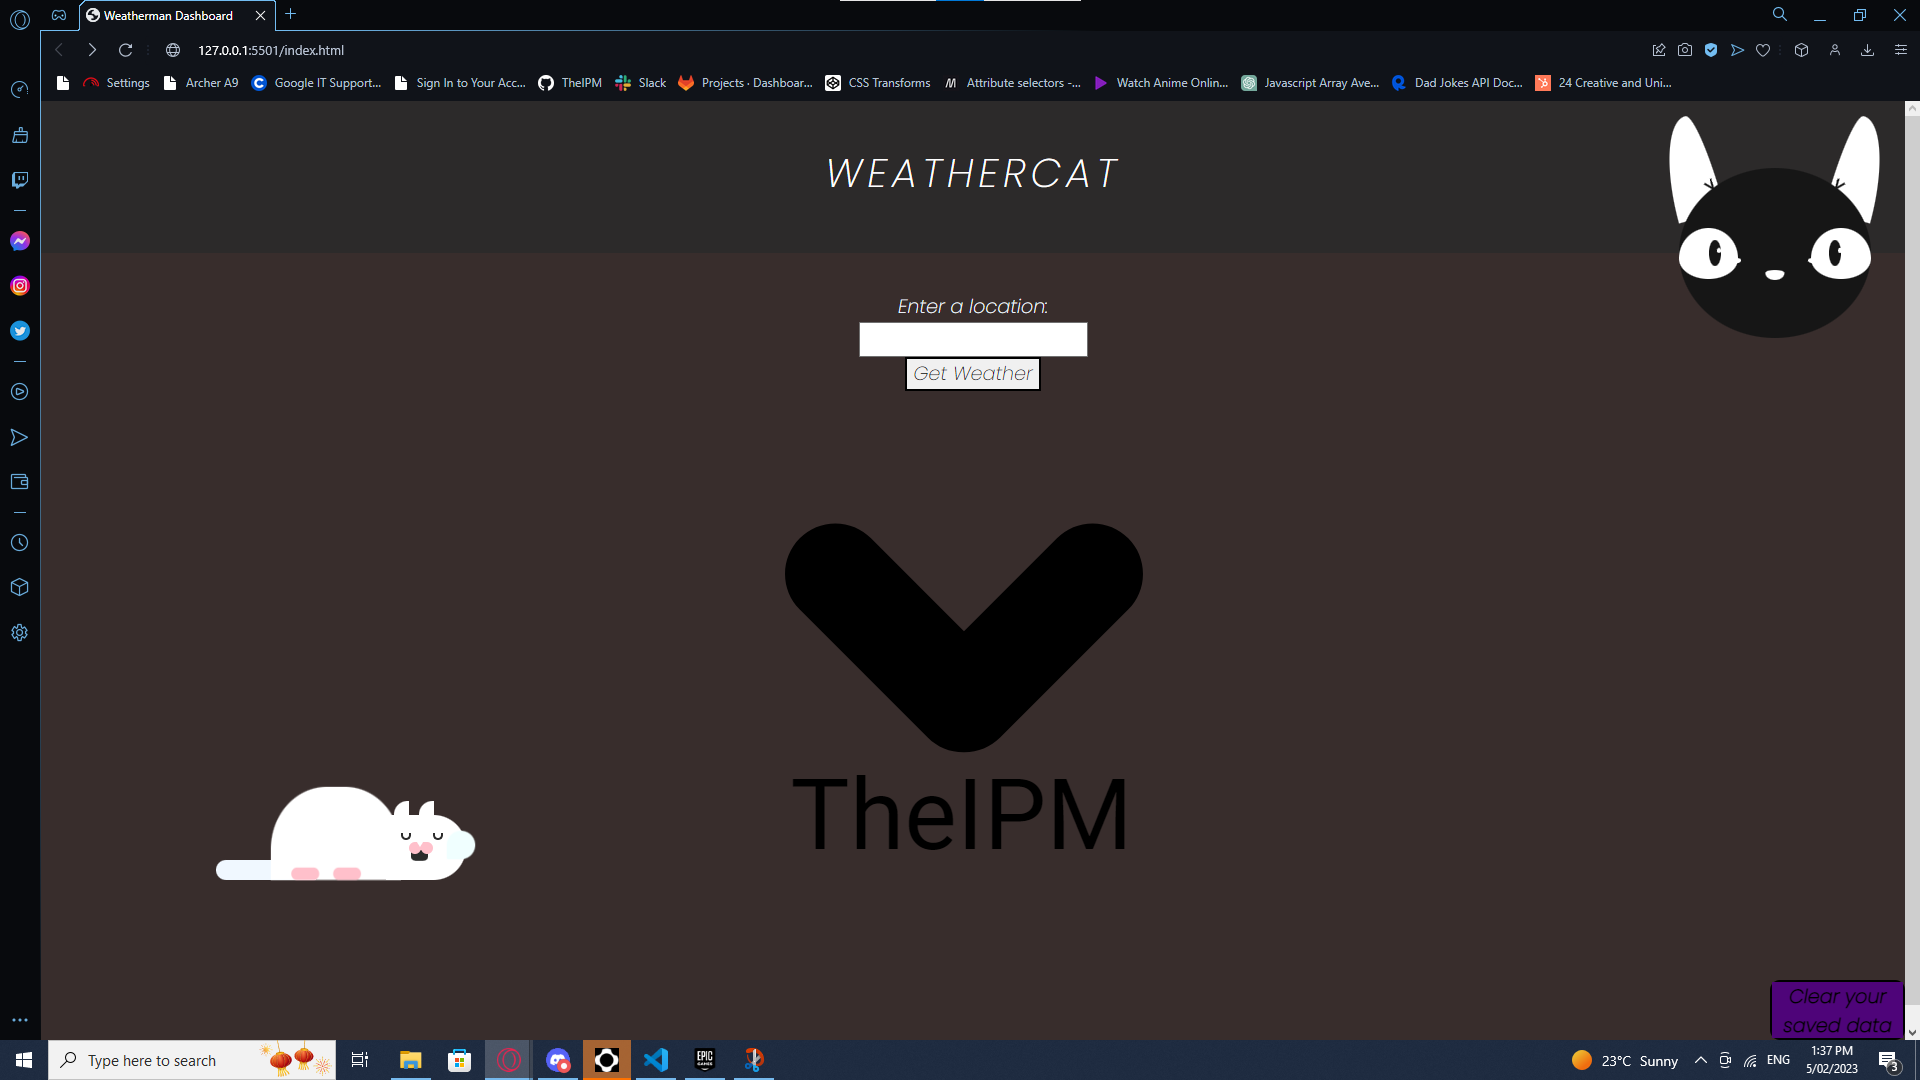 Weatherman Dashboard
127.0.0.1:5501/index.html
Settings
Archer A9
Google IT Support...
Sign In to Your Acc...
TheIPM
Slack
Projects · Dashboar...
CSS Transforms
Attribute selectors -...
Watch Anime Onlin...
Javascript Array Ave...
Dad Jokes API Doc...
24 Creative and Uni...
WEATHERCAT
Enter a location:
Get Weather
TheIPM
Clear your
saved data
Type here to search
EPIC
GAMES
23°C Sunny
ENG
1:37 PM
5/02/2023
3